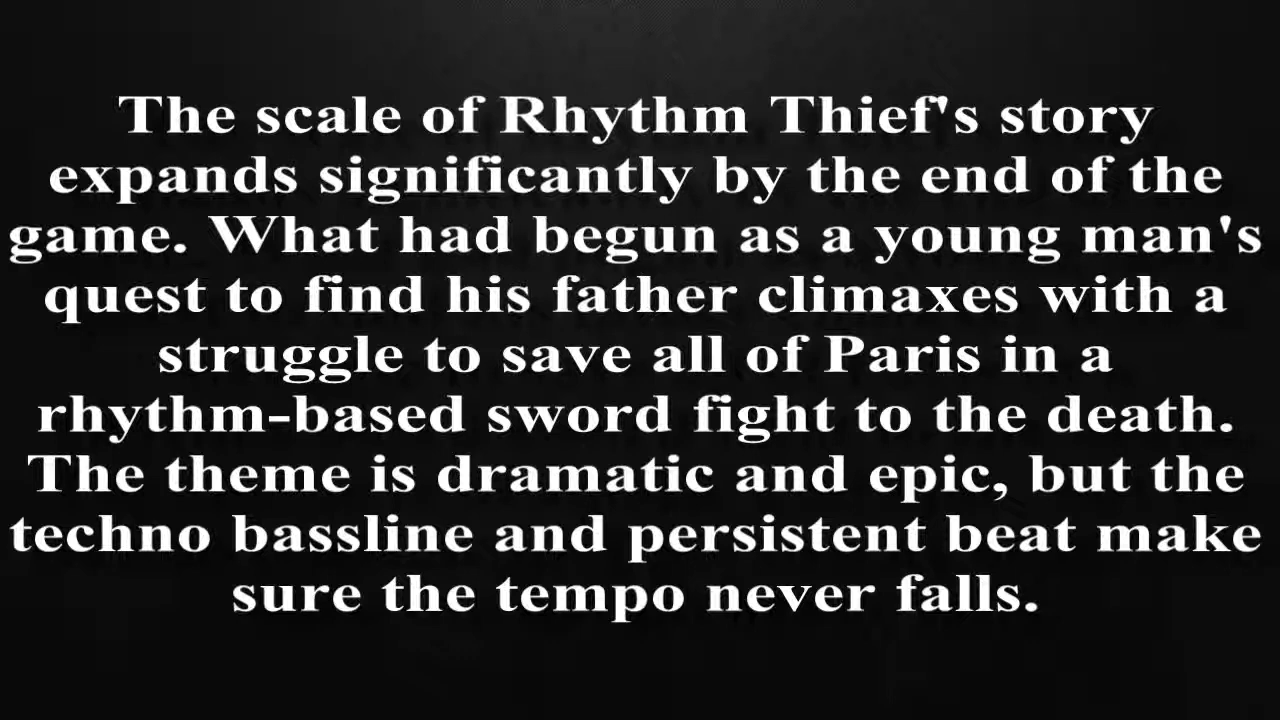 The scale of Rhythm Thief's story
expands significantly by the end of the
game. What had begun as a young man's
quest to find his father climaxes with a
struggle to save all of Paris in a
rhythm-based sword fight to the death.
The theme is dramatic and epic, but the
techno bassline and persistent beat make
sure the tempo never falls.